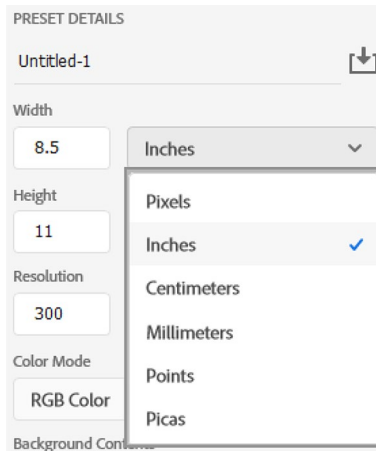 PRESET DETAILS
Untitled-1
Width
8.5 Inches
Height
Pixels
11
Inches
Resolution
Centimeters
300
Millimeters
Color Mode
Points
RGB Color
Picas
Background